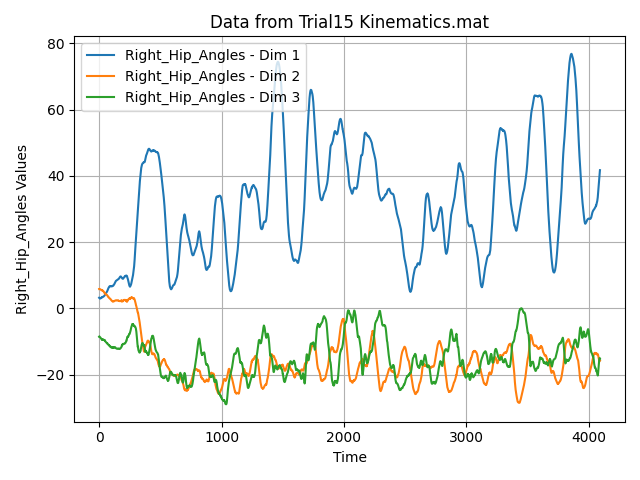 Data from Trial15 Kinematics.mat
Right_Hip_Angles - Dim 1
Right_Hip_Angles - Dim 2
Right_Hip_Angles - Dim 3
Right_Hip_Angles Values
80
60
40
20
0
−20
0 1000 2000 3000 4000
Time